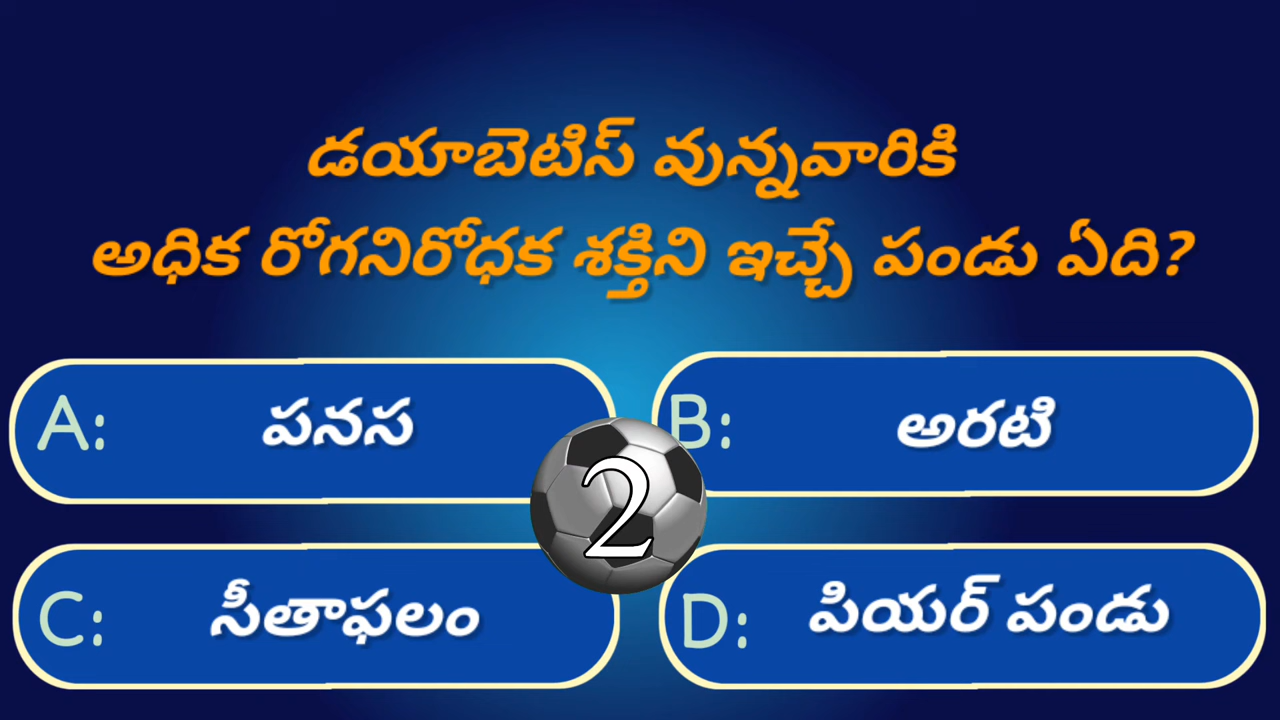 డయాబెటిస్ వున్నవారికి
అధిక రోగనిరోధక శక్తిని ఇచ్చే పండు ఏది?
A: పనస
B: అరటి
2
C: సీతాఫలం
D: పియర్ పండు